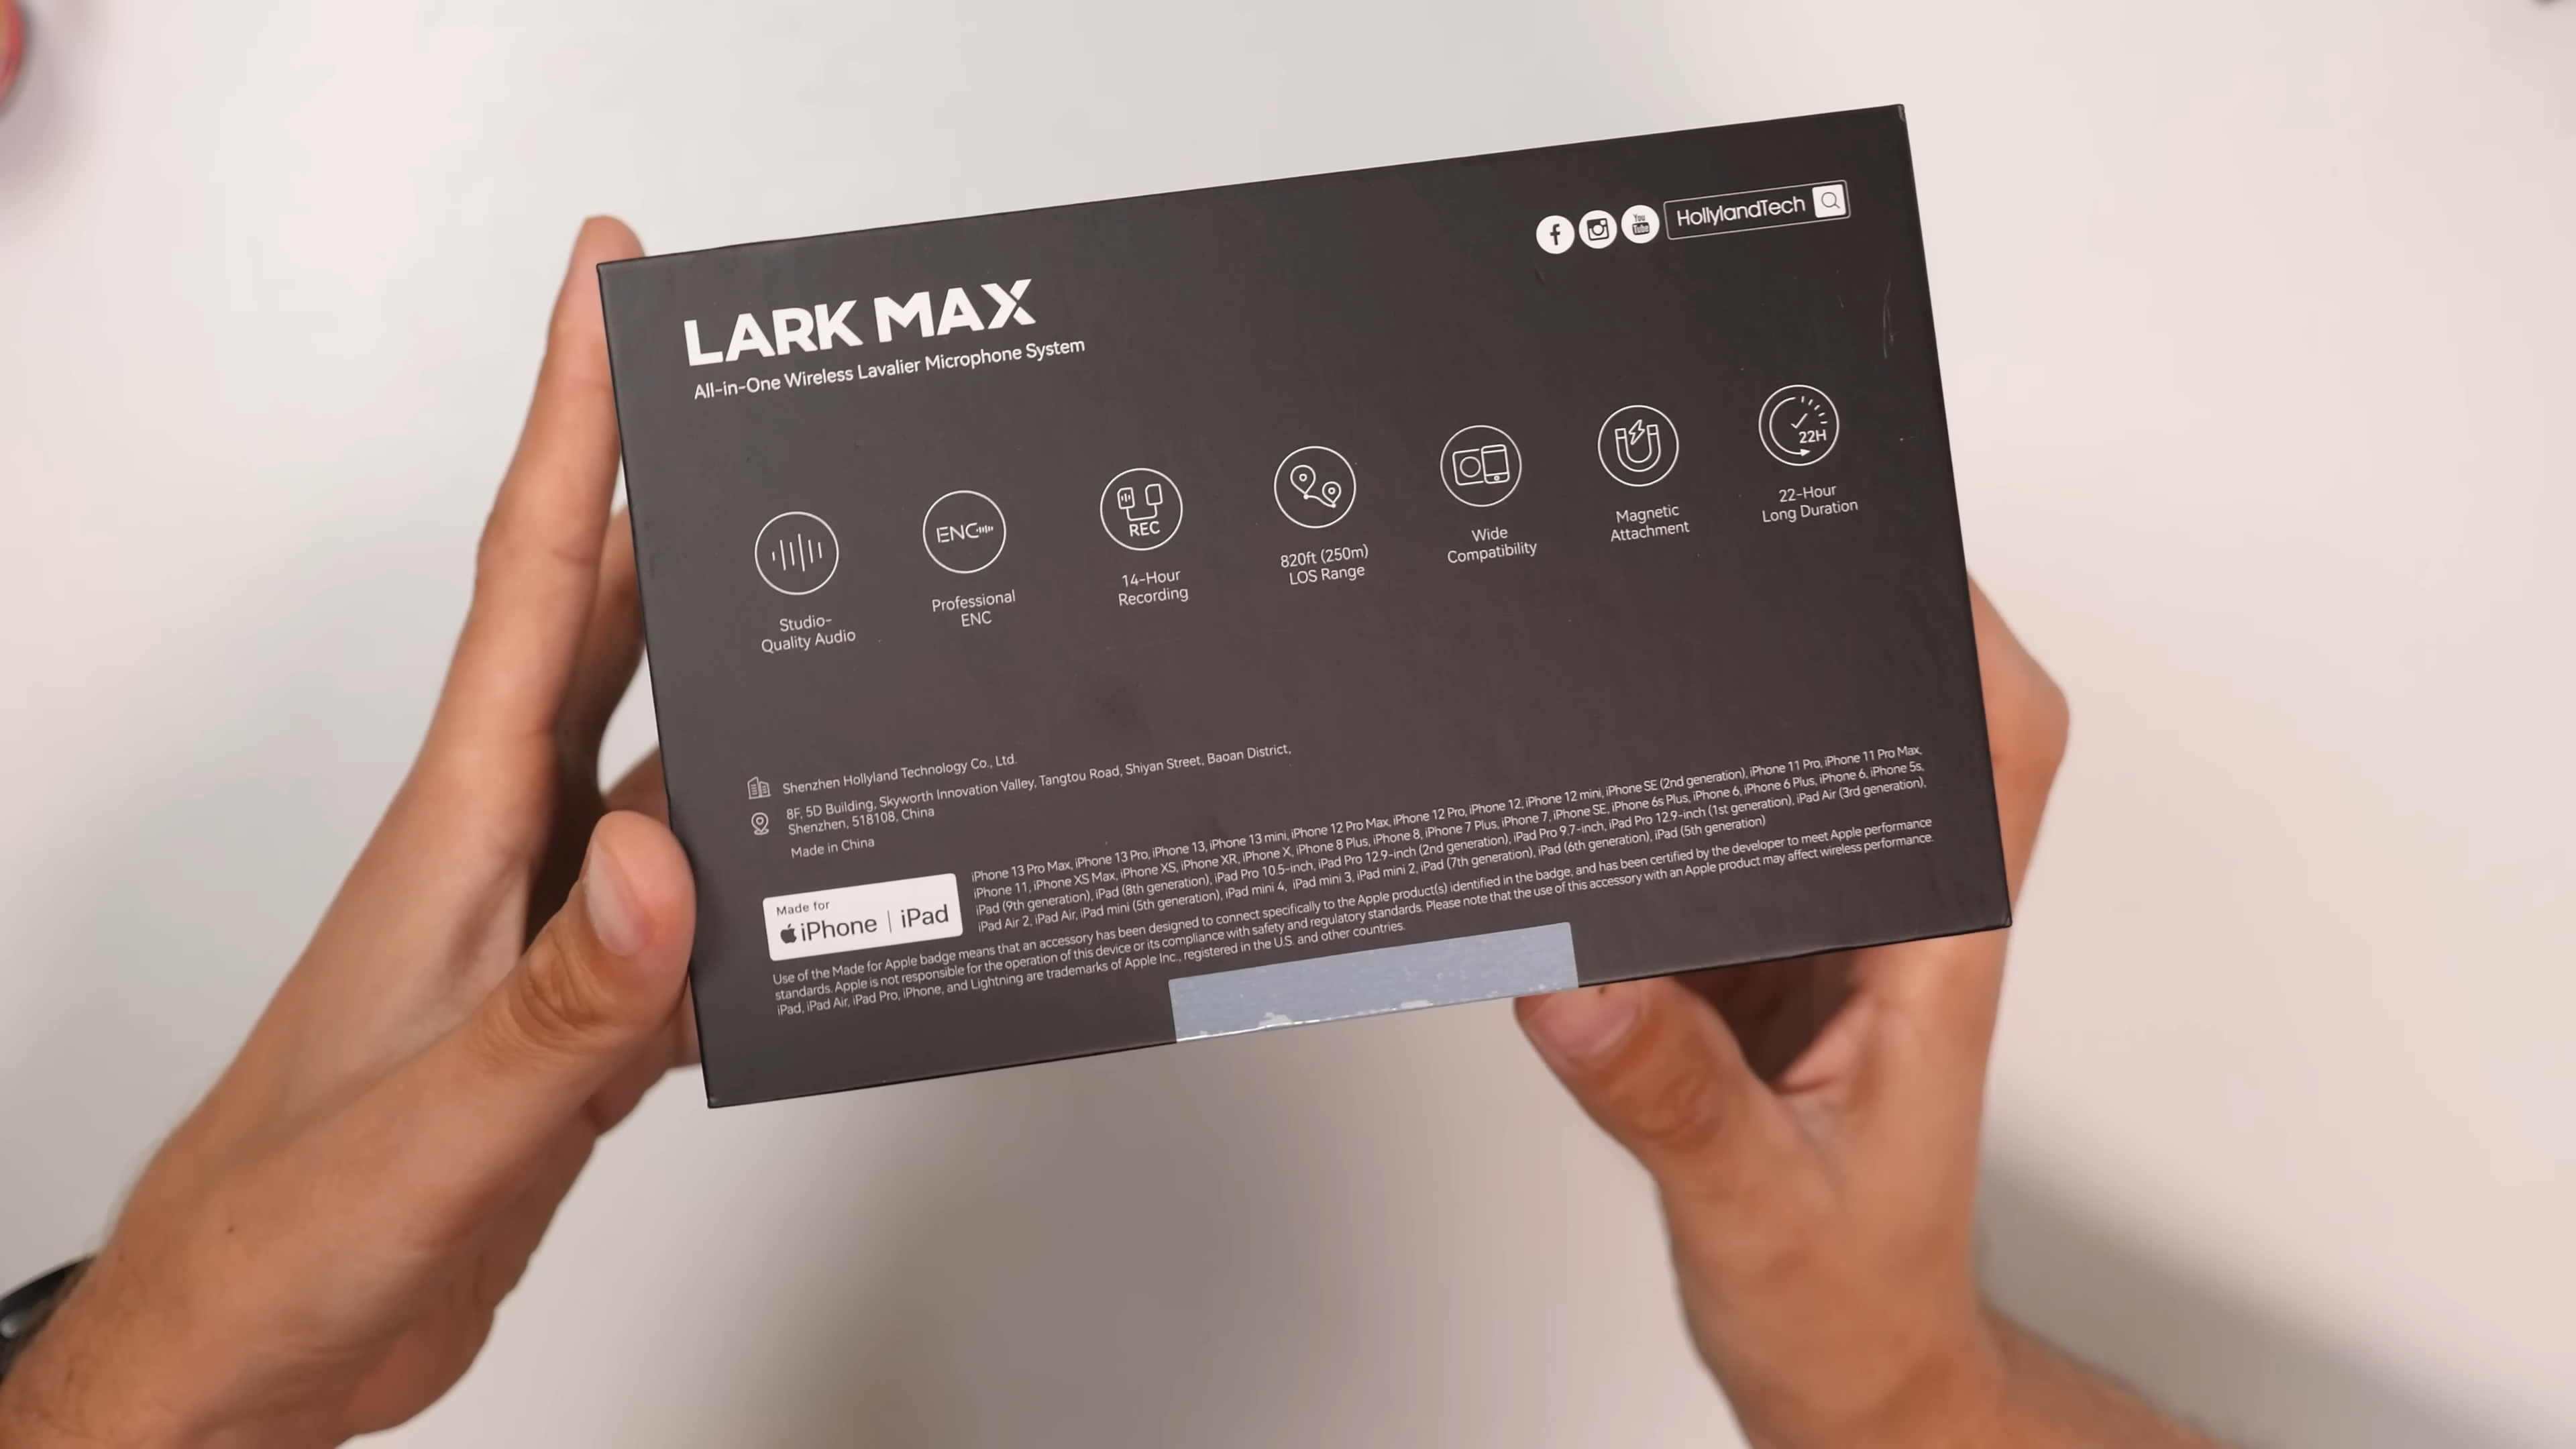 HollylandTech
You
Tube
LARK MAX
All-in-One Wireless Lavalier Microphone System
Studio-
Quality Audio
ENC
Professional
ENC
REC
14-Hour
Recording
820ft (250m)
LOS Range
Wide
Compatibility
Magnetic
Attachment
22H
22-Hour
Long Duration
Shenzhen Hollyland Technology Co., Ltd.
8F, 5D Building, Skyworth Innovation Valley, Tangtou Road, Shiyan Street, Baoan District,
Shenzhen, 518108, China
Made in China
Made for
iPhone | iPad
iPhone 13 Pro Max, iPhone 13 Pro, iPhone 13, iPhone 13 mini, iPhone 12 Pro Max, iPhone 12 Pro, iPhone 12, iPhone 12 mini, iPhone SE (2nd generation), iPhone 11 Pro, iPhone 11 Pro Max,
iPhone 11, iPhone XS Max, iPhone XS, iPhone XR, iPhone X, iPhone 8 Plus, iPhone 8, iPhone 7 Plus, iPhone 7, iPhone SE, iPhone 6s Plus, iPhone 6, iPhone 6 Plus, iPhone 6, iPhone 5s,
iPad (9th generation), iPad (8th generation), iPad Pro 10.5-inch, iPad Pro 12.9-inch (2nd generation), iPad Pro 9.7-inch, iPad Pro 12.9-inch (1st generation), iPad Air (3rd generation),
iPad Air 2, iPad Air, iPad mini (5th generation), iPad mini 4, iPad mini 3, iPad mini 2, iPad (7th generation), iPad (6th generation), iPad (5th generation)
Use of the Made for Apple badge means that an accessory has been designed to connect specifically to the Apple product(s) identified in the badge, and has been certified by the developer to meet Apple performance
standards. Apple is not responsible for the operation of this device or its compliance with safety and regulatory standards. Please note that the use of this accessory with an Apple product may affect wireless performance.
iPad, iPad Air, iPad Pro, iPhone, and Lightning are trademarks of Apple Inc., registered in the U.S. and other countries.